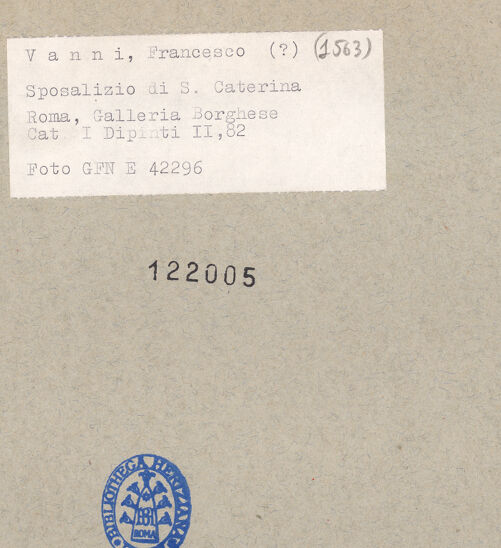 V a n n i, Francesco (?) (1563)
Sposalizio di S. Caterina
Roma, Galleria Borghese
Cat I Dipinti II,82
Foto GFN E 42296
122005
BIBLIOTHECA HERTZIANA
ROMA